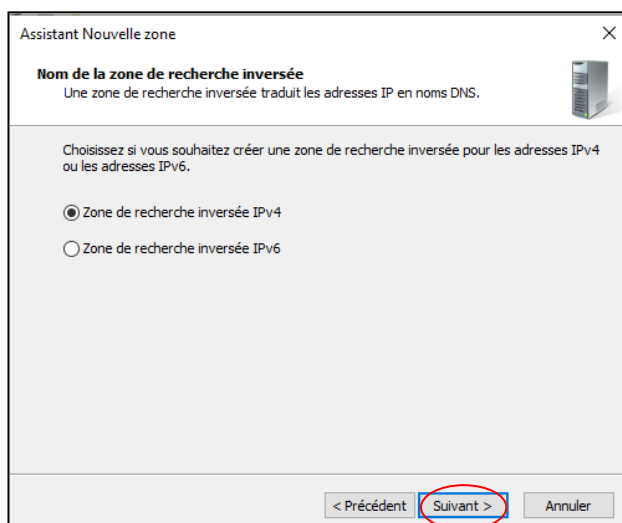 Assistant Nouvelle zone
Nom de la zone de recherche inversée
Une zone de recherche inversée traduit les adresses IP en noms DNS.
Choisissez si vous souhaitez créer une zone de recherche inversée pour les adresses IPv4
ou les adresses IPv6.
Zone de recherche inversée IPv4
Zone de recherche inversée IPv6
< Précédent Suivant > Annuler